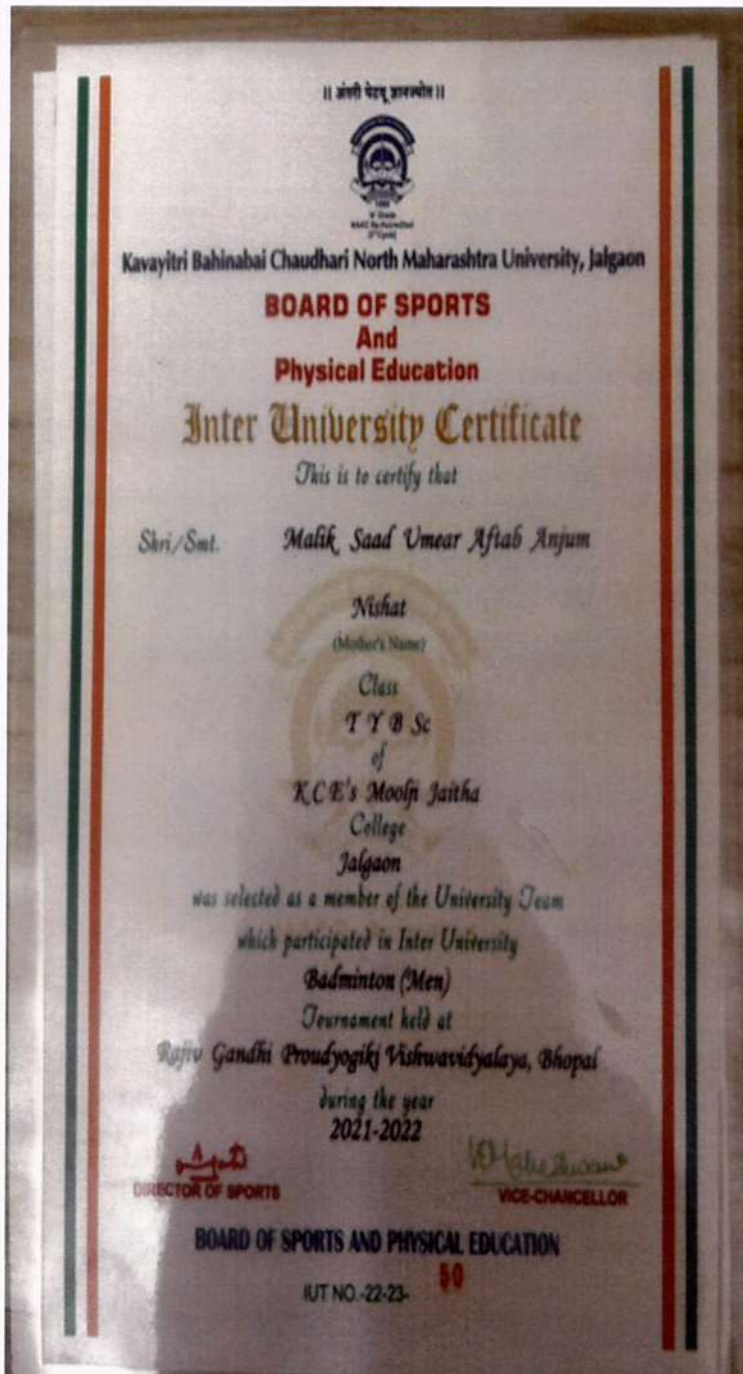 || अंतरी पेटवू ज्ञानज्योत ||
Kavayitri Bahinabai Chaudhari North Maharashtra University, Jalgaon
BOARD OF SPORTS
And
Physical Education
Inter University Certificate
This is to certify that
Shri/Smt. Malik Saad Umear Aftab Anjum
Nishat
(Mother's Name)
Class
T Y B Sc
of
K.C.E's Moolji Jaitha
College
Jalgaon
was selected as a member of the University Team
which participated in Inter University
Badminton (Men)
Tournament held at
Rajiv Gandhi Proudyogiki Vishwavidyalaya, Bhopal
during the year
2021-2022
DIRECTOR OF SPORTS VICE-CHANCELLOR
BOARD OF SPORTS AND PHYSICAL EDUCATION
IUT NO.-22-23- 50